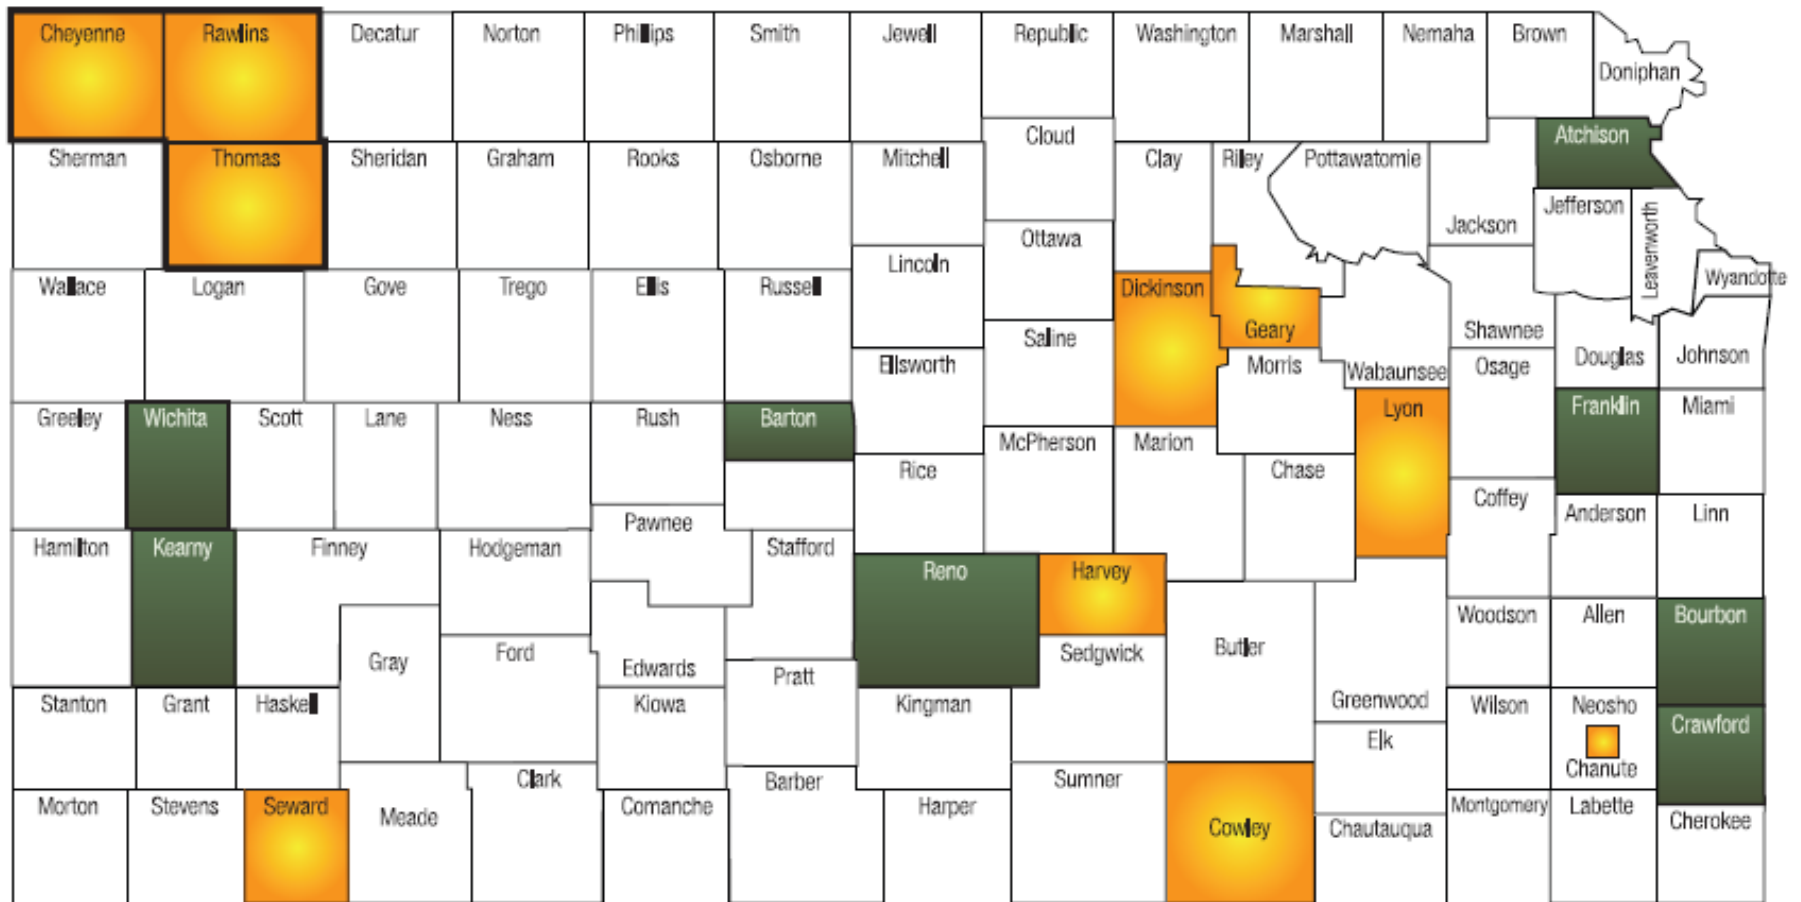 Cheyenne
Rawlins
Decatur
Norton
Phillips
Smith
Jewell
Republic
Washington
Marshall
Nemaha
Brown
Doniphan
Atchison
Cloud
Sherman
Thomas
Sheridan
Graham
Rooks
Osborne
Mitchell
Clay
Riley
Pottawatomie
Jackson
Jefferson
Leavenworth
Ottawa
Lincoln
Wyandotte
Wallace
Logan
Gove
Trego
Ellis
Russell
Dickinson
Geary
Shawnee
Saline
Ellsworth
Morris
Wabaunsee
Osage
Douglas
Johnson
Greeley
Wichita
Scott
Lane
Ness
Rush
Barton
Lyon
Franklin
Miami
McPherson
Marion
Rice
Chase
Coffey
Anderson
Linn
Pawnee
Hamilton
Kearny
Finney
Hodgeman
Stafford
Reno
Harvey
Woodson
Allen
Bourbon
Gray
Ford
Edwards
Pratt
Sedgwick
Butler
Greenwood
Stanton
Grant
Haskell
Kiowa
Kingman
Wilson
Neosho
Crawford
Elk
Chanute
Clark
Barber
Sumner
Morton
Stevens
Seward
Meade
Comanche
Harper
Cowley
Chautauqua
Montgomery
Labette
Cherokee